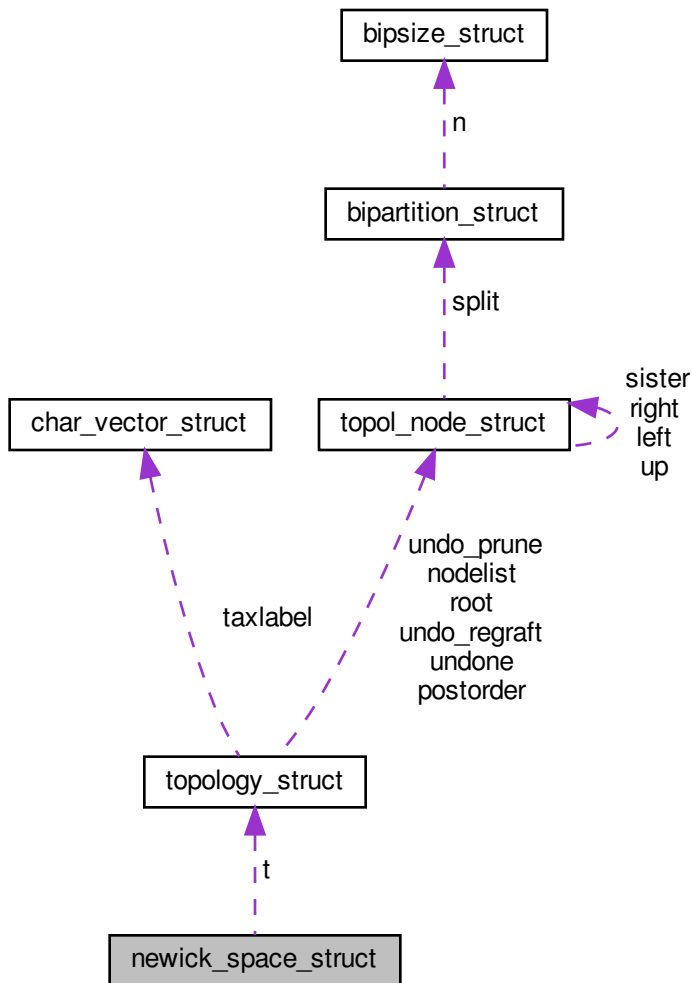 bipsize_struct
n
bipartition_struct
split
char_vector_struct
topol_node_struct
sister
right
left
up
taxlabel
undo_prune
nodelist
root
undo_regraft
undone
postorder
topology_struct
t
newick_space_struct